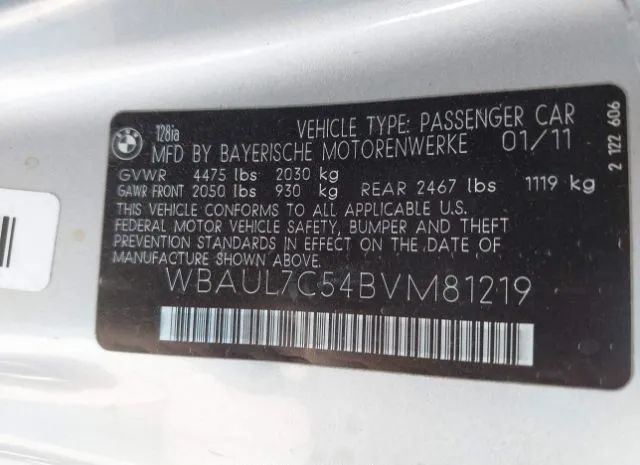 BMW
128ia VEHICLE TYPE: PASSENGER CAR
MFD BY BAYERISCHE MOTORENWERKE 01/11
GVWR 4475 lbs 2030 kg
GAWR FRONT 2050 lbs 930 kg REAR 2467 lbs 1119 kg
THIS VEHICLE CONFORMS TO ALL APPLICABLE U.S.
FEDERAL MOTOR VEHICLE SAFETY, BUMPER AND THEFT
PREVENTION STANDARDS IN EFFECT ON THE DATE
OF MANUFACTURE SHOWN ABOVE.
WBAUL7C54BVM81219
2 122 606